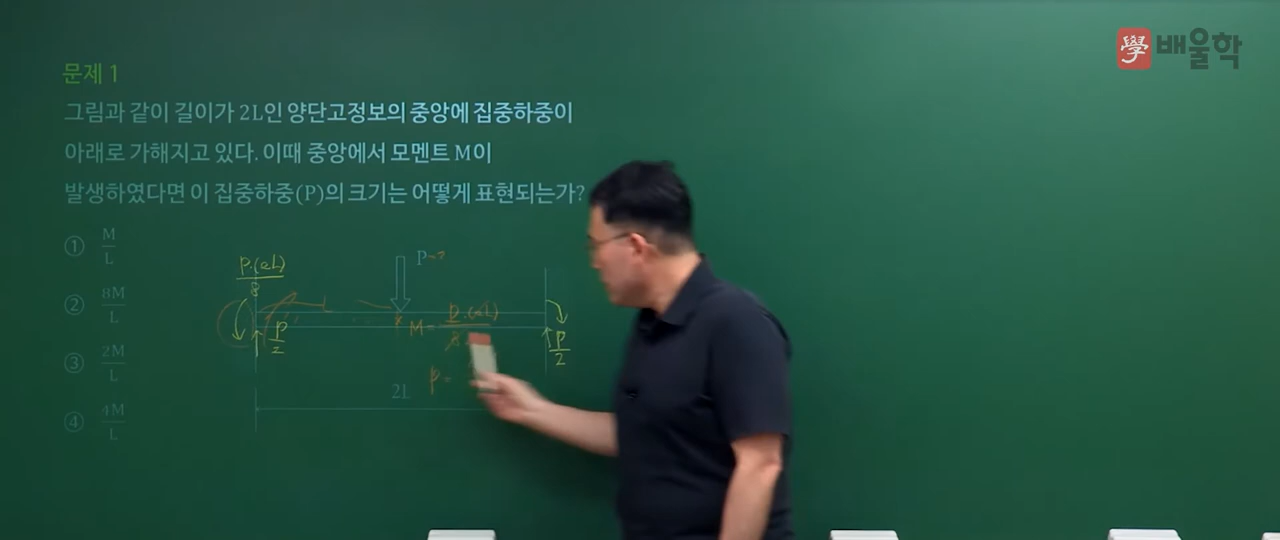 學 배울학
문제 1
그림과 같이 길이가 2L인 양단고정보의 중앙에 집중하중이
아래로 가해지고 있다. 이때 중앙에서 모멘트 M이
발생하였다면 이 집중하중(P)의 크기는 어떻게 표현되는가?
① M/L
② 8M/L
③ 2M/L
④ 4M/L
P=?
P.(2L)/8
M = P.(2L)/8
P/2
P/2
P=
2L